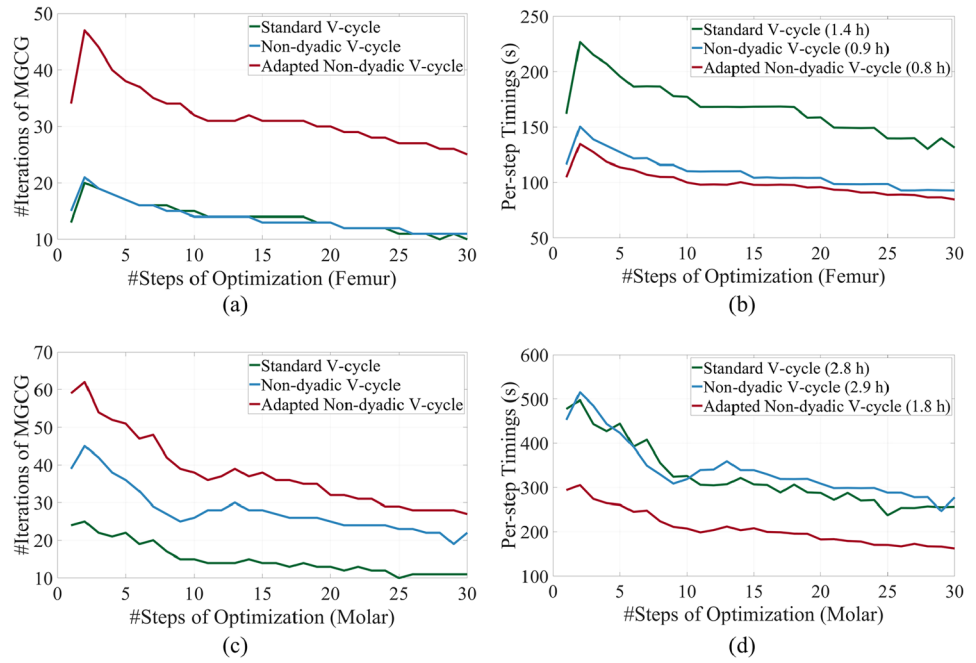 50
40
30
20
10
0
5
10
15
20
25
30
#Iterations of MGCG
#Steps of Optimization (Femur)
Standard V-cycle
Non-dyadic V-cycle
Adapted Non-dyadic V-cycle
(a)
250
200
150
100
50
0
5
10
15
20
25
30
Per-step Timings (s)
#Steps of Optimization (Femur)
Standard V-cycle (1.4 h)
Non-dyadic V-cycle (0.9 h)
Adapted Non-dyadic V-cycle (0.8 h)
(b)
70
60
50
40
30
20
10
0
5
10
15
20
25
30
#Iterations of MGCG
#Steps of Optimization (Molar)
Standard V-cycle
Non-dyadic V-cycle
Adapted Non-dyadic V-cycle
(c)
600
500
400
300
200
100
0
5
10
15
20
25
30
Per-step Timings (s)
#Steps of Optimization (Molar)
Standard V-cycle (2.8 h)
Non-dyadic V-cycle (2.9 h)
Adapted Non-dyadic V-cycle (1.8 h)
(d)